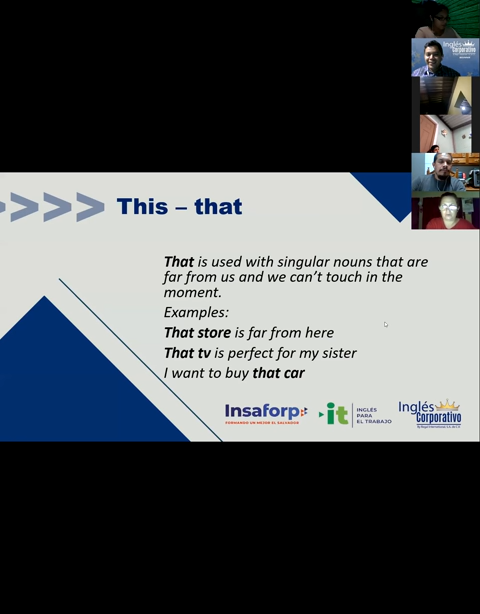 Inglés
Corporativo
This – that
That is used with singular nouns that are
far from us and we can't touch in the
moment.
Examples:
That store is far from here
That tv is perfect for my sister
I want to buy that car
Insaforp
FORMANDO UN MEJOR EL SALVADOR
it
INGLÉS
PARA
EL TRABAJO
Inglés
Corporativo